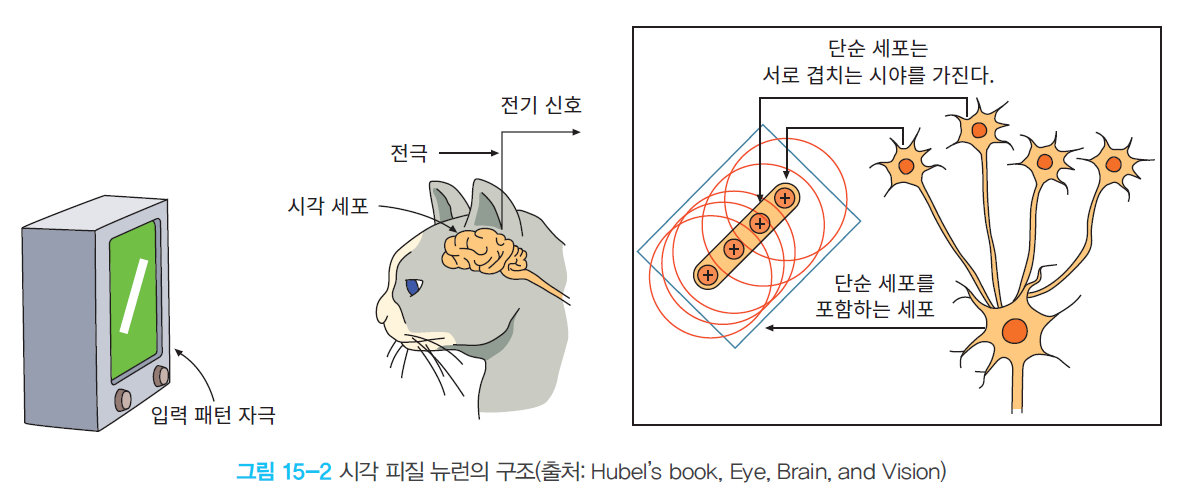 단순 세포는
서로 겹치는 시야를 가진다.
전기 신호
전극
시각 세포
단순 세포를
포함하는 세포
입력 패턴 자극
그림 15-2 시각 피질 뉴런의 구조(출처: Hubel's book, Eye, Brain, and Vision)